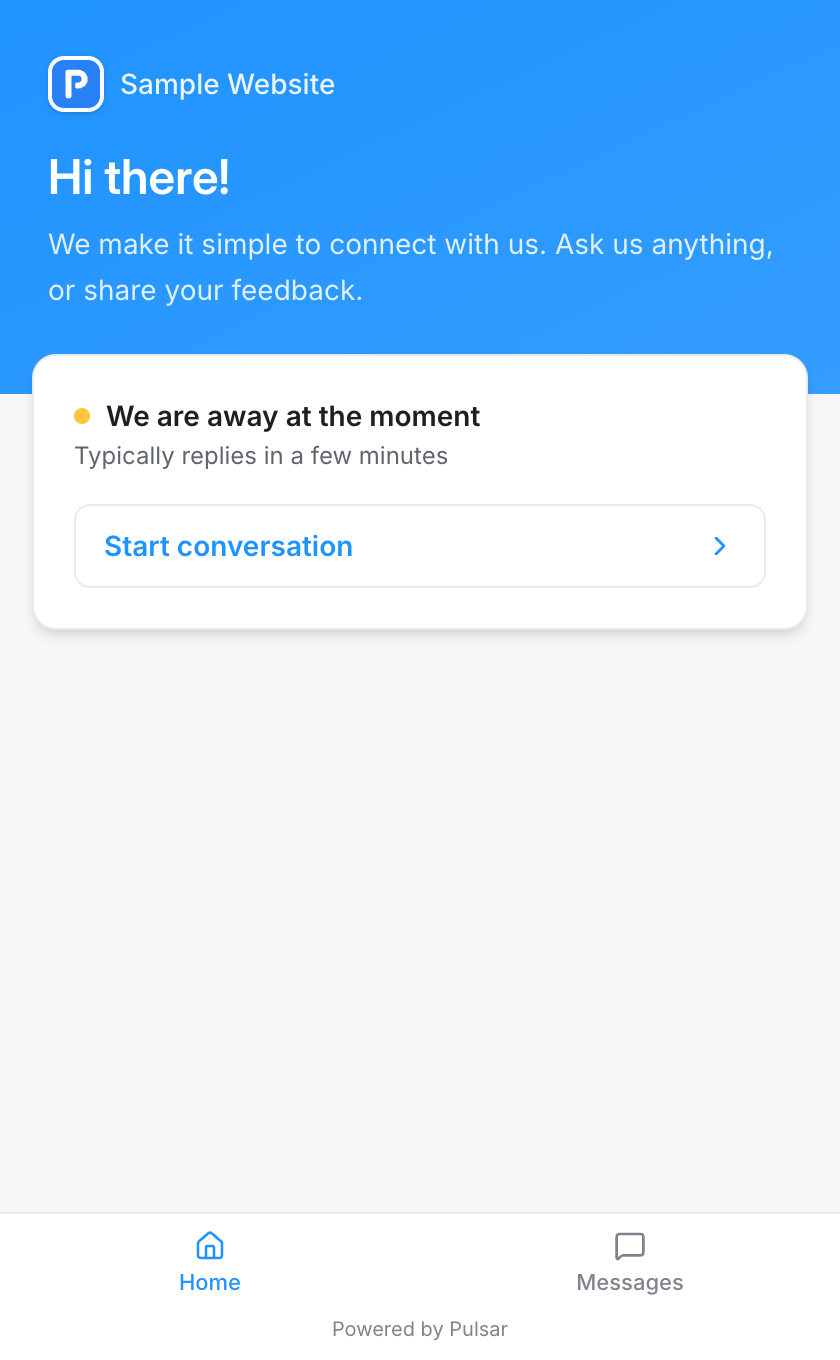 P
Sample Website
Hi there!
We make it simple to connect with us. Ask us anything,
or share your feedback.
We are away at the moment
Typically replies in a few minutes
Start conversation
Home
Messages
Powered by Pulsar